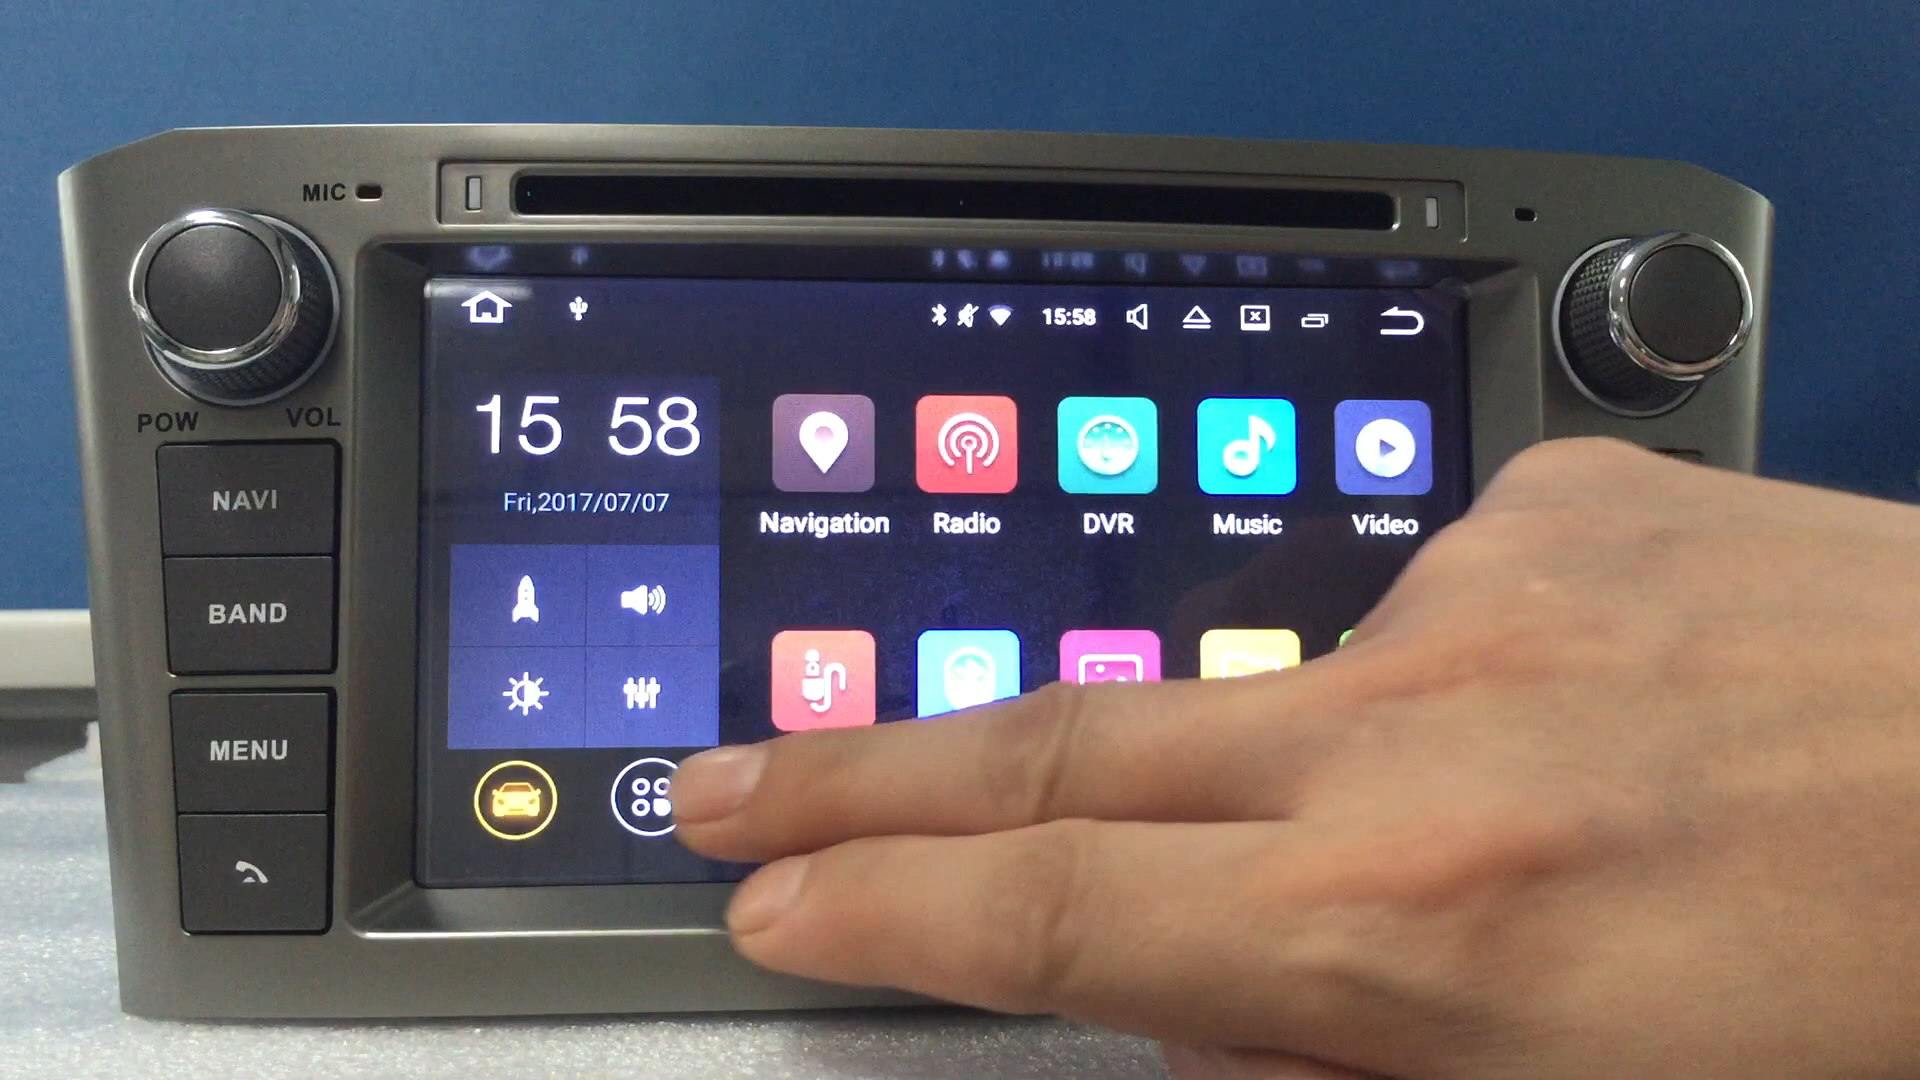 MIC
15:58
POW VOL
15 58
Fri,2017/07/07
NAVI
Navigation Radio DVR Music Video
BAND
MENU